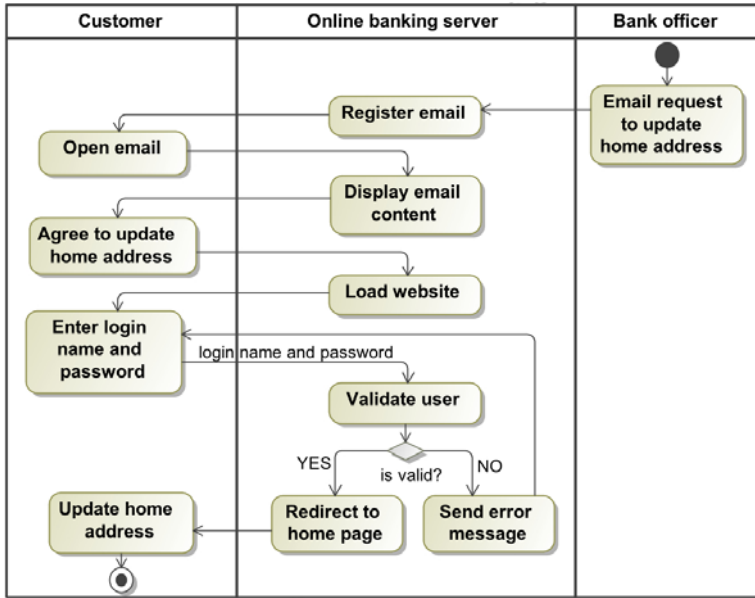 Customer
Online banking server
Bank officer
Email request
to update
home address
Register email
Open email
Display email
content
Agree to update
home address
Load website
Enter login
name and
password
login name and password
Validate user
YES
is valid?
NO
Update home
address
Redirect to
home page
Send error
message